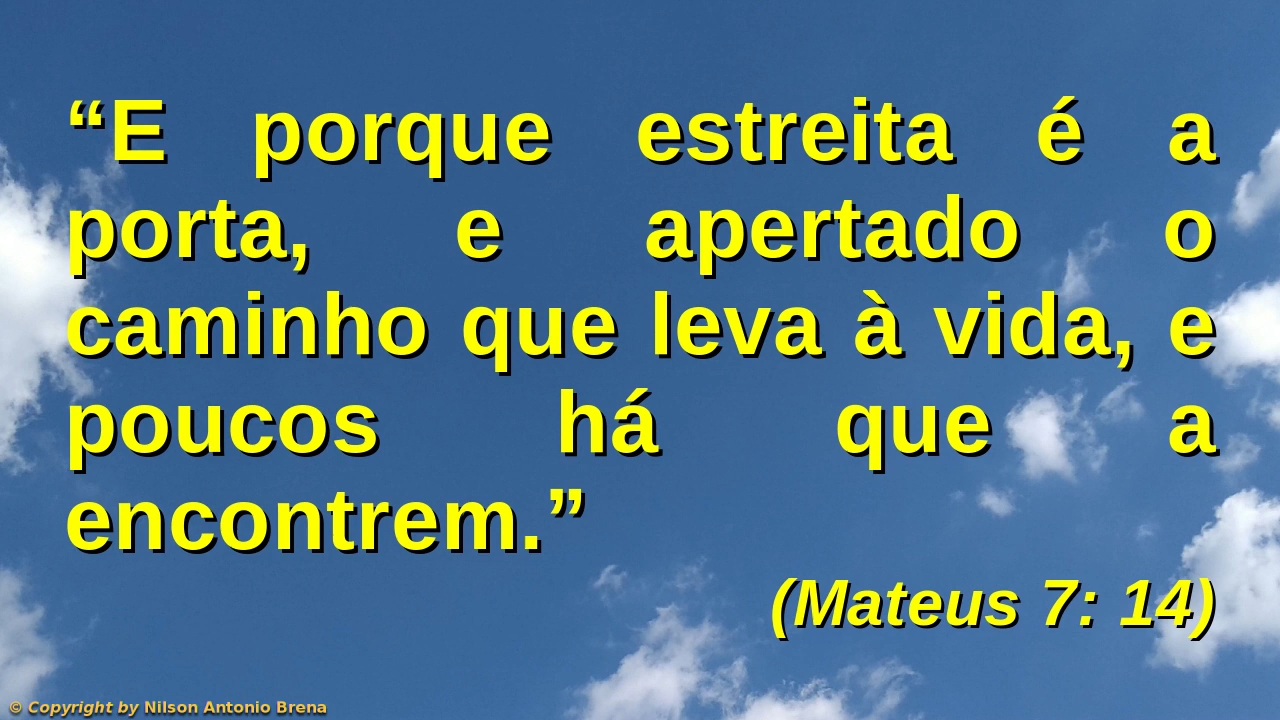 “E porque estreita é a
porta, e apertado o
caminho que leva à vida, e
poucos há que a
encontrem.”
(Mateus 7: 14)
© Copyright by Nilson Antonio Brena